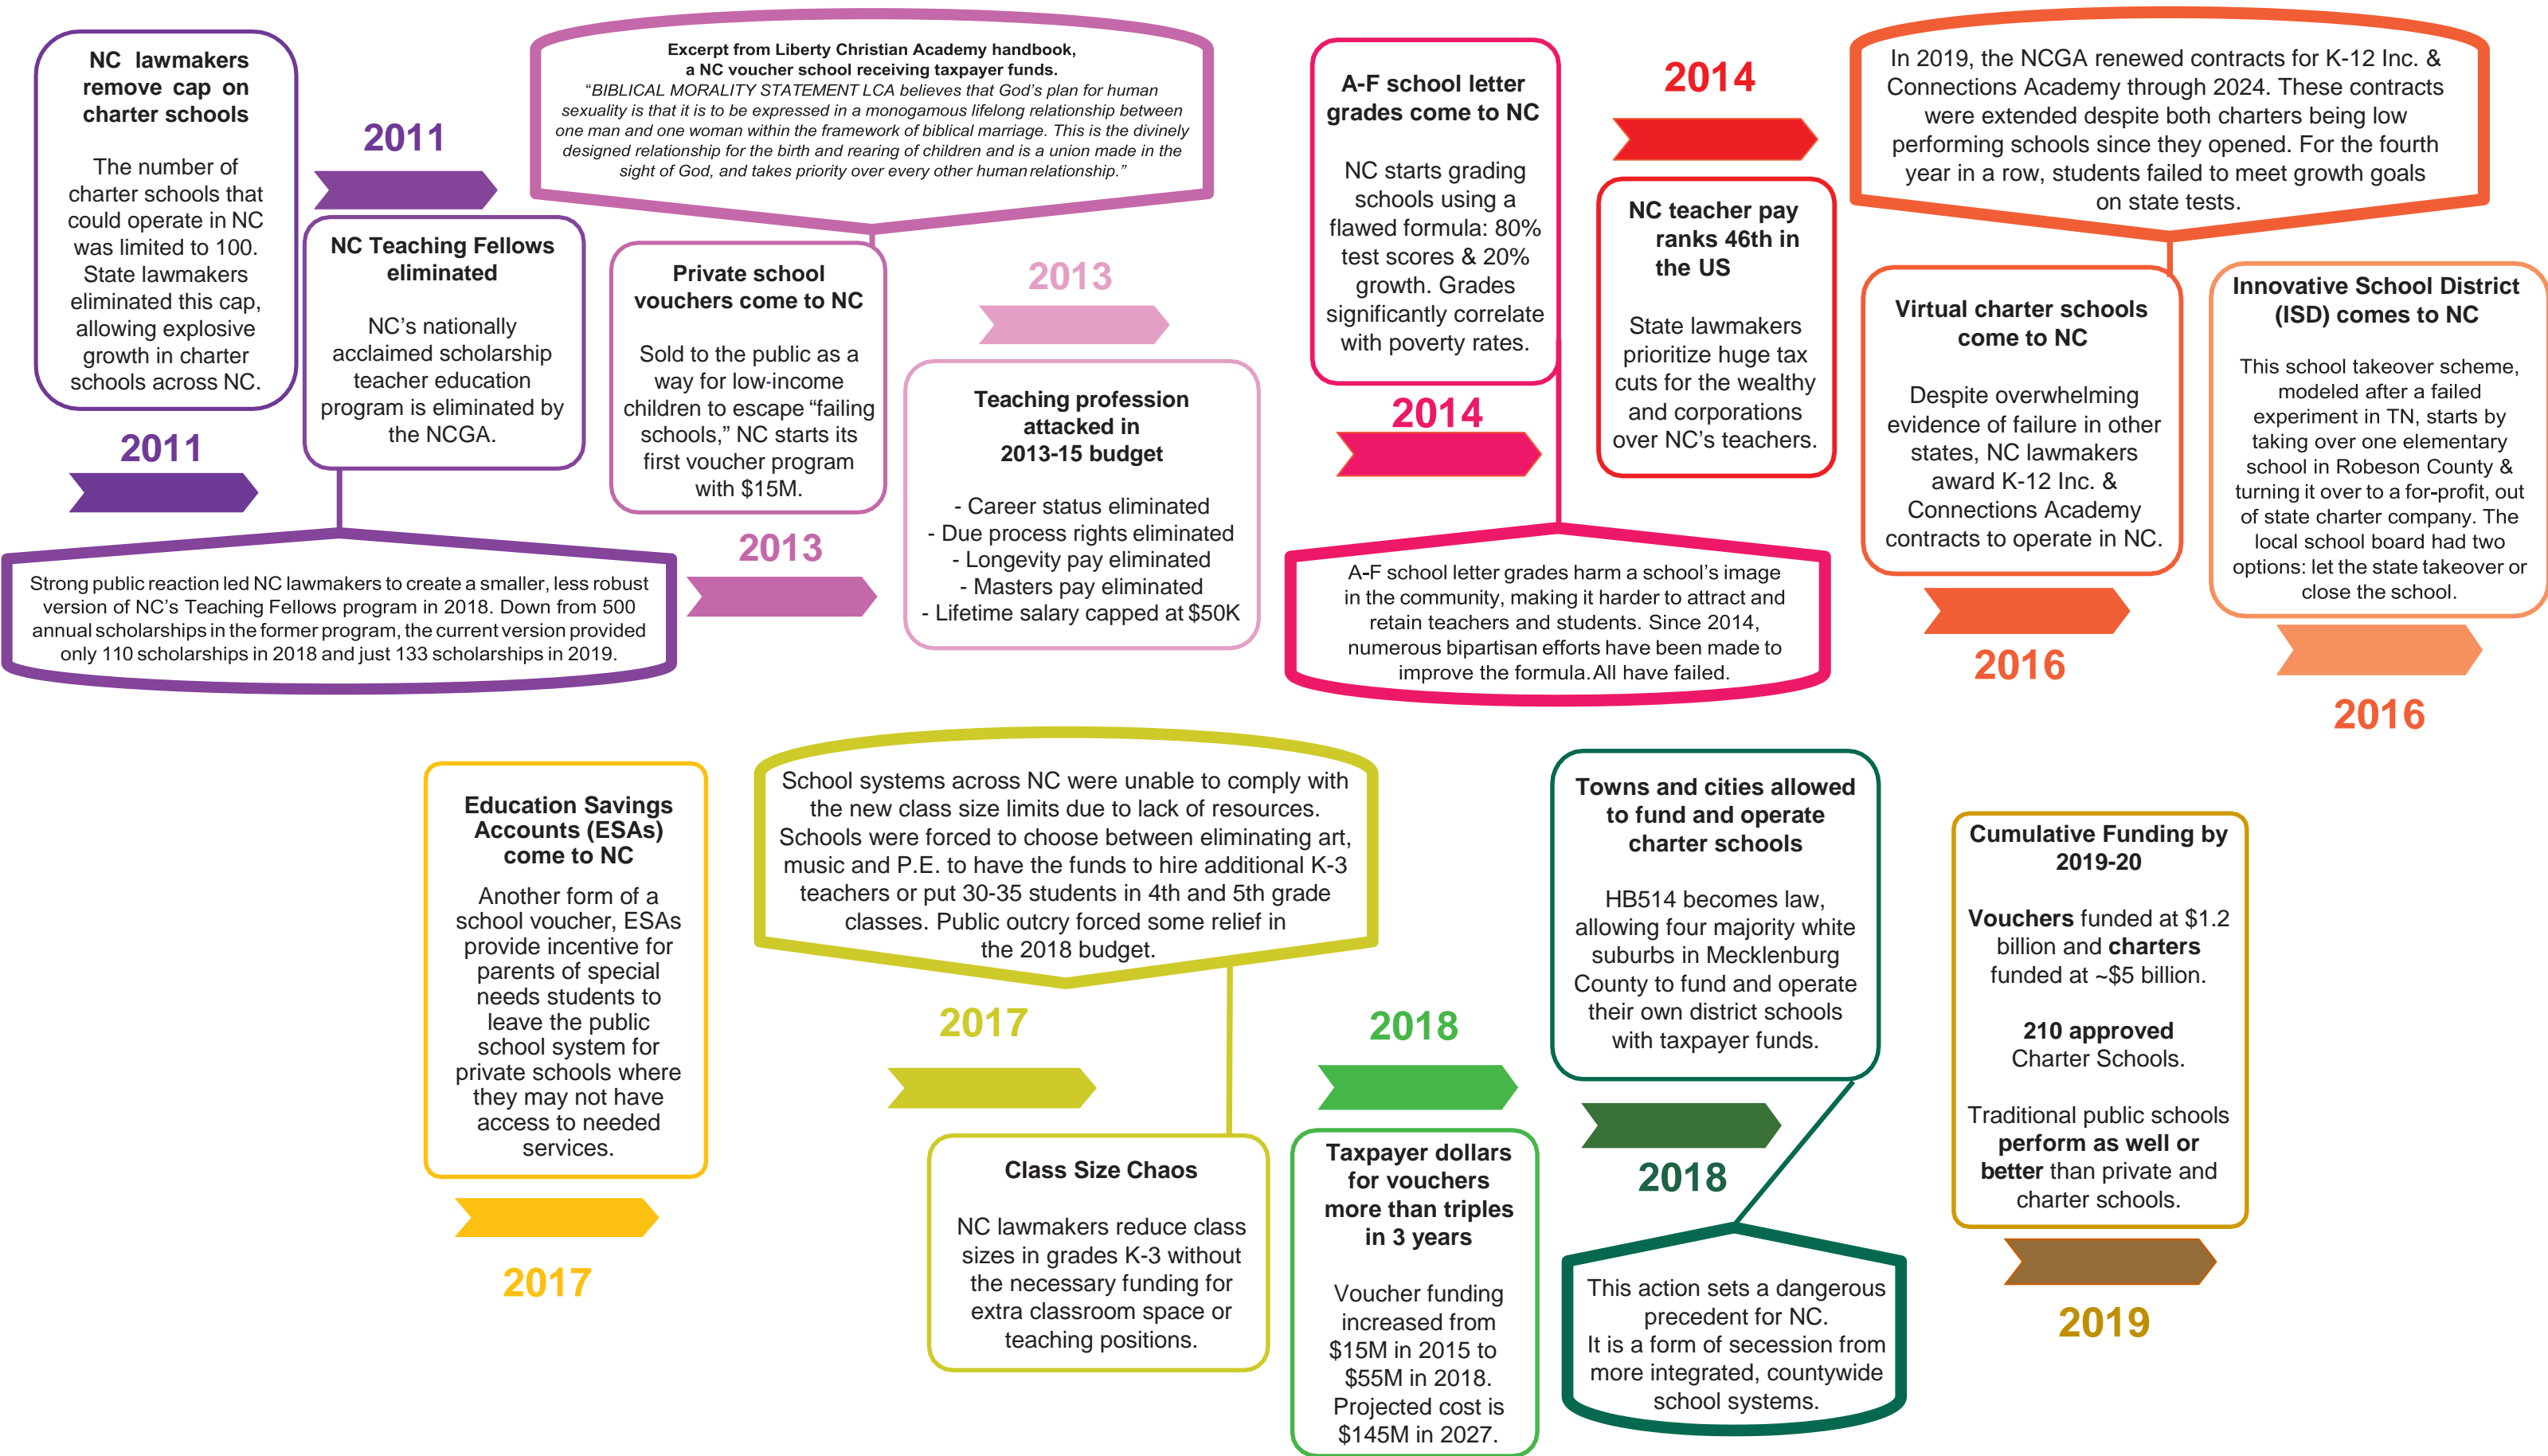 NC lawmakers
remove cap on
charter schools
The number of
charter schools that
could operate in NC
was limited to 100.
State lawmakers
eliminated this cap,
allowing explosive
growth in charter
schools across NC.
2011
2011
NC Teaching Fellows
eliminated
NC's nationally
acclaimed scholarship
teacher education
program is eliminated by
the NCGA.
Strong public reaction led NC lawmakers to create a smaller, less robust
version of NC's Teaching Fellows program in 2018. Down from 500
annual scholarships in the former program, the current version provided
only 110 scholarships in 2018 and just 133 scholarships in 2019.
Excerpt from Liberty Christian Academy handbook,
a NC voucher school receiving taxpayer funds.
"BIBLICAL MORALITY STATEMENT LCA believes that God's plan for human
sexuality is that it is to be expressed in a monogamous lifelong relationship between
one man and one woman within the framework of biblical marriage. This is the divinely
designed relationship for the birth and rearing of children and is a union made in the
sight of God, and takes priority over every other human relationship."
Private school
vouchers come to NC
Sold to the public as a
way for low-income
children to escape "failing
schools," NC starts its
first voucher program
with $15M.
2013
2013
Teaching profession
attacked in
2013-15 budget
- Career status eliminated
- Due process rights eliminated
- Longevity pay eliminated
- Masters pay eliminated
- Lifetime salary capped at $50K
A-F school letter
grades come to NC
NC starts grading
schools using a
flawed formula: 80%
test scores & 20%
growth. Grades
significantly correlate
with poverty rates.
2014
A-F school letter grades harm a school's image
in the community, making it harder to attract and
retain teachers and students. Since 2014,
numerous bipartisan efforts have been made to
improve the formula. All have failed.
2014
NC teacher pay
ranks 46th in
the US
State lawmakers
prioritize huge tax
cuts for the wealthy
and corporations
over NC's teachers.
In 2019, the NCGA renewed contracts for K-12 Inc. &
Connections Academy through 2024. These contracts
were extended despite both charters being low
performing schools since they opened. For the fourth
year in a row, students failed to meet growth goals
on state tests.
Virtual charter schools
come to NC
Despite overwhelming
evidence of failure in other
states, NC lawmakers
award K-12 Inc. &
Connections Academy
contracts to operate in NC.
2016
Innovative School District
(ISD) comes to NC
This school takeover scheme,
modeled after a failed
experiment in TN, starts by
taking over one elementary
school in Robeson County &
turning it over to a for-profit, out
of state charter company. The
local school board had two
options: let the state takeover or
close the school.
2016
Education Savings
Accounts (ESAs)
come to NC
Another form of a
school voucher, ESAs
provide incentive for
parents of special
needs students to
leave the public
school system for
private schools where
they may not have
access to needed
services.
2017
School systems across NC were unable to comply with
the new class size limits due to lack of resources.
Schools were forced to choose between eliminating art,
music and P.E. to have the funds to hire additional K-3
teachers or put 30-35 students in 4th and 5th grade
classes. Public outcry forced some relief in
the 2018 budget.
2017
Class Size Chaos
NC lawmakers reduce class
sizes in grades K-3 without
the necessary funding for
extra classroom space or
teaching positions.
2018
Taxpayer dollars
for vouchers
more than triples
in 3 years
Voucher funding
increased from
$15M in 2015 to
$55M in 2018.
Projected cost is
$145M in 2027.
Towns and cities allowed
to fund and operate
charter schools
HB514 becomes law,
allowing four majority white
suburbs in Mecklenburg
County to fund and operate
their own district schools
with taxpayer funds.
2018
This action sets a dangerous
precedent for NC.
It is a form of secession from
more integrated, countywide
school systems.
Cumulative Funding by
2019-20
Vouchers funded at $1.2
billion and charters
funded at ~$5 billion.
210 approved
Charter Schools.
Traditional public schools
perform as well or
better than private and
charter schools.
2019